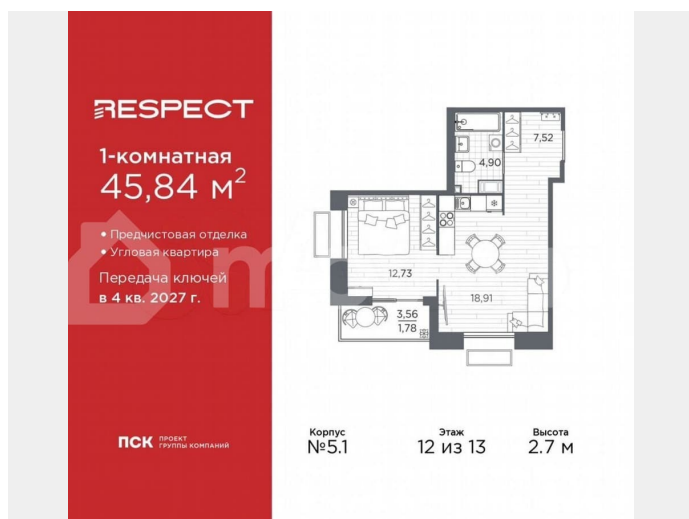 RESPECT
1-комнатная
45,84 м²
• Предчистовая отделка
• Угловая квартира
Передача ключей
в 4 кв. 2027 г.
ПСК ПРОЕКТ
ГРУППЫ КОМПАНИЙ
7,52
4,90
12,73
18,91
3,56
1,78
Корпус
№5.1
Этаж
12 из 13
Высота
2.7 м